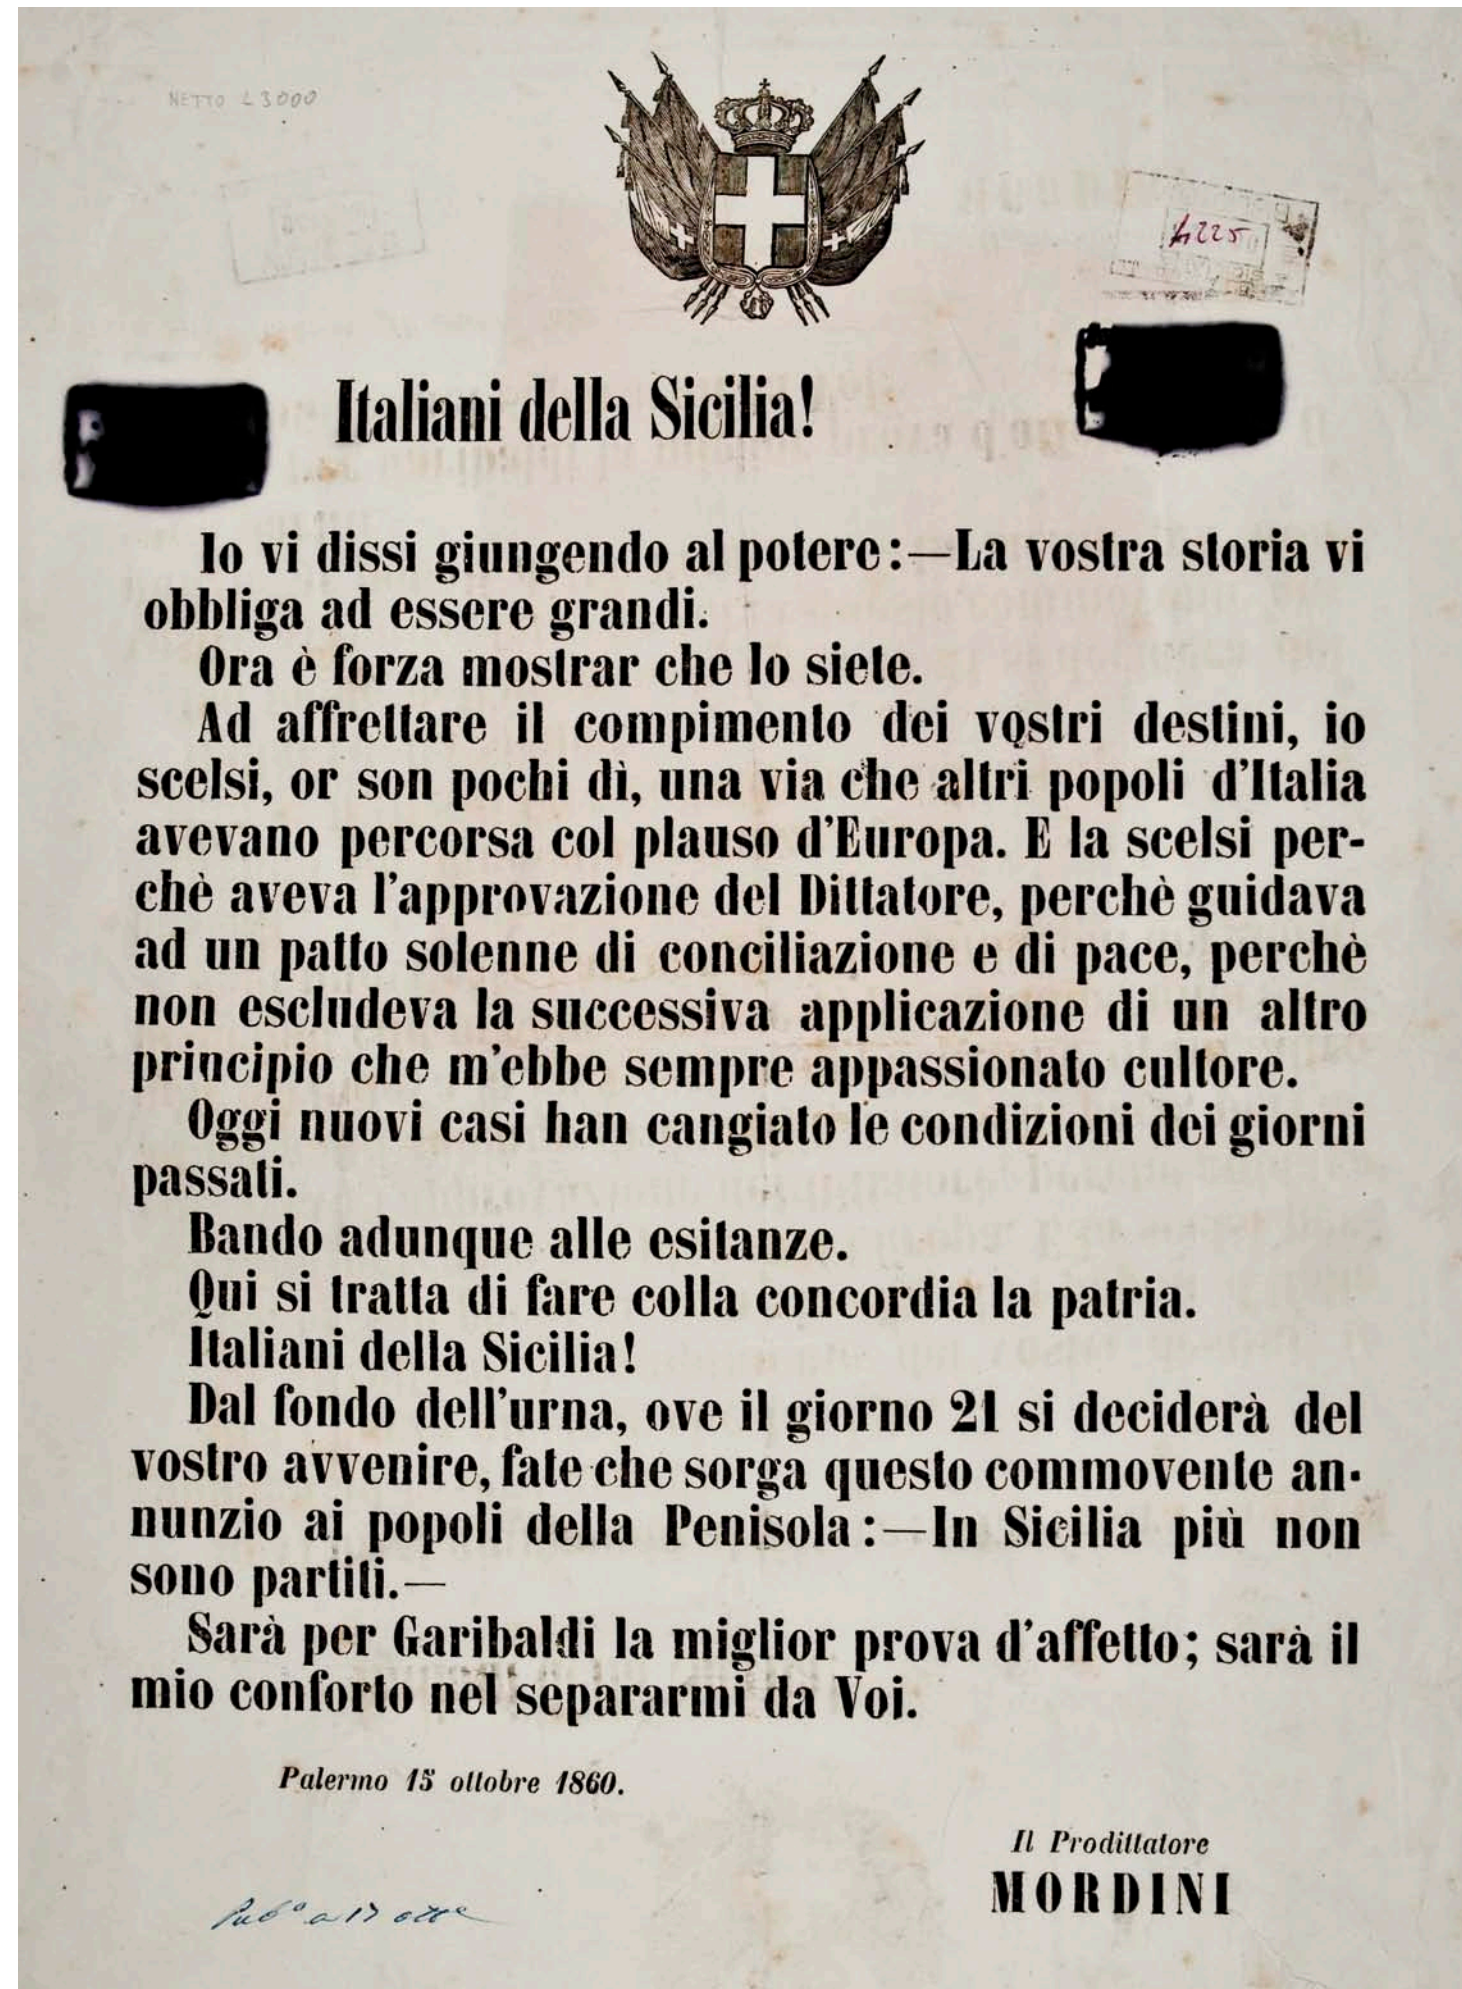 NETTO L 3000
4225
Italiani della Sicilia!
Io vi dissi giungendo al potere:—La vostra storia vi
obbliga ad essere grandi.
Ora è forza mostrar che lo siete.
Ad affrettare il compimento dei vostri destini, io
scelsi, or son pochi dì, una via che altri popoli d'Italia
avevano percorsa col plauso d'Europa. E la scelsi per-
chè aveva l'approvazione del Dittatore, perchè guidava
ad un patto solenne di conciliazione e di pace, perchè
non escludeva la successiva applicazione di un altro
principio che m'ebbe sempre appassionato cultore.
Oggi nuovi casi han cangiato le condizioni dei giorni
passati.
Bando adunque alle esitanze.
Qui si tratta di fare colla concordia la patria.
Italiani della Sicilia!
Dal fondo dell'urna, ove il giorno 21 si deciderà del
vostro avvenire, fate che sorga questo commovente an-
nunzio ai popoli della Penisola:—In Sicilia più non
sono partiti.—
Sarà per Garibaldi la miglior prova d'affetto; sarà il
mio conforto nel separarmi da Voi.
Palermo 15 ottobre 1860.
Il Prodittatore
MORDINI